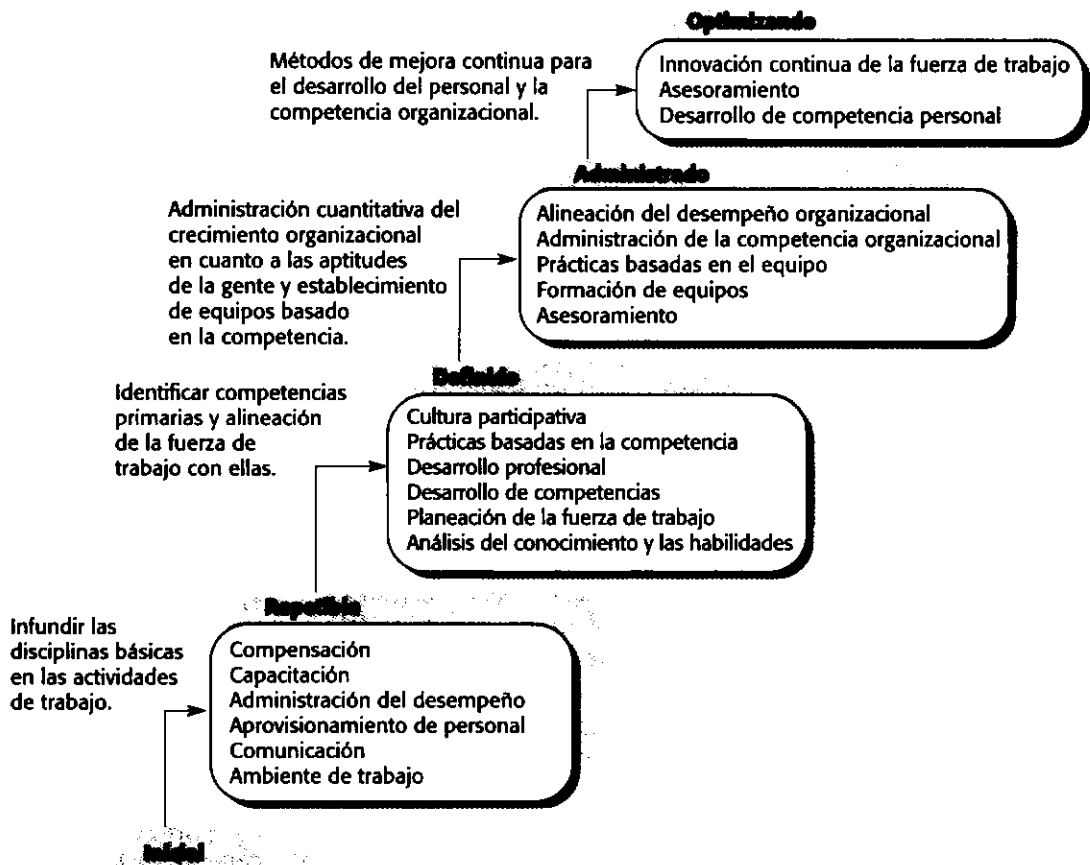 Optimizando
Métodos de mejora continua para
el desarrollo del personal y la
competencia organizacional.
Innovación continua de la fuerza de trabajo
Asesoramiento
Desarrollo de competencia personal
Administrado
Administración cuantitativa del
crecimiento organizacional
en cuanto a las aptitudes
de la gente y establecimiento
de equipos basado
en la competencia.
Alineación del desempeño organizacional
Administración de la competencia organizacional
Prácticas basadas en el equipo
Formación de equipos
Asesoramiento
Definido
Identificar competencias
primarias y alineación
de la fuerza de
trabajo con ellas.
Cultura participativa
Prácticas basadas en la competencia
Desarrollo profesional
Desarrollo de competencias
Planeación de la fuerza de trabajo
Análisis del conocimiento y las habilidades
Repetible
Infundir las
disciplinas básicas
en las actividades
de trabajo.
Compensación
Capacitación
Administración del desempeño
Aprovisionamiento de personal
Comunicación
Ambiente de trabajo
Inicial